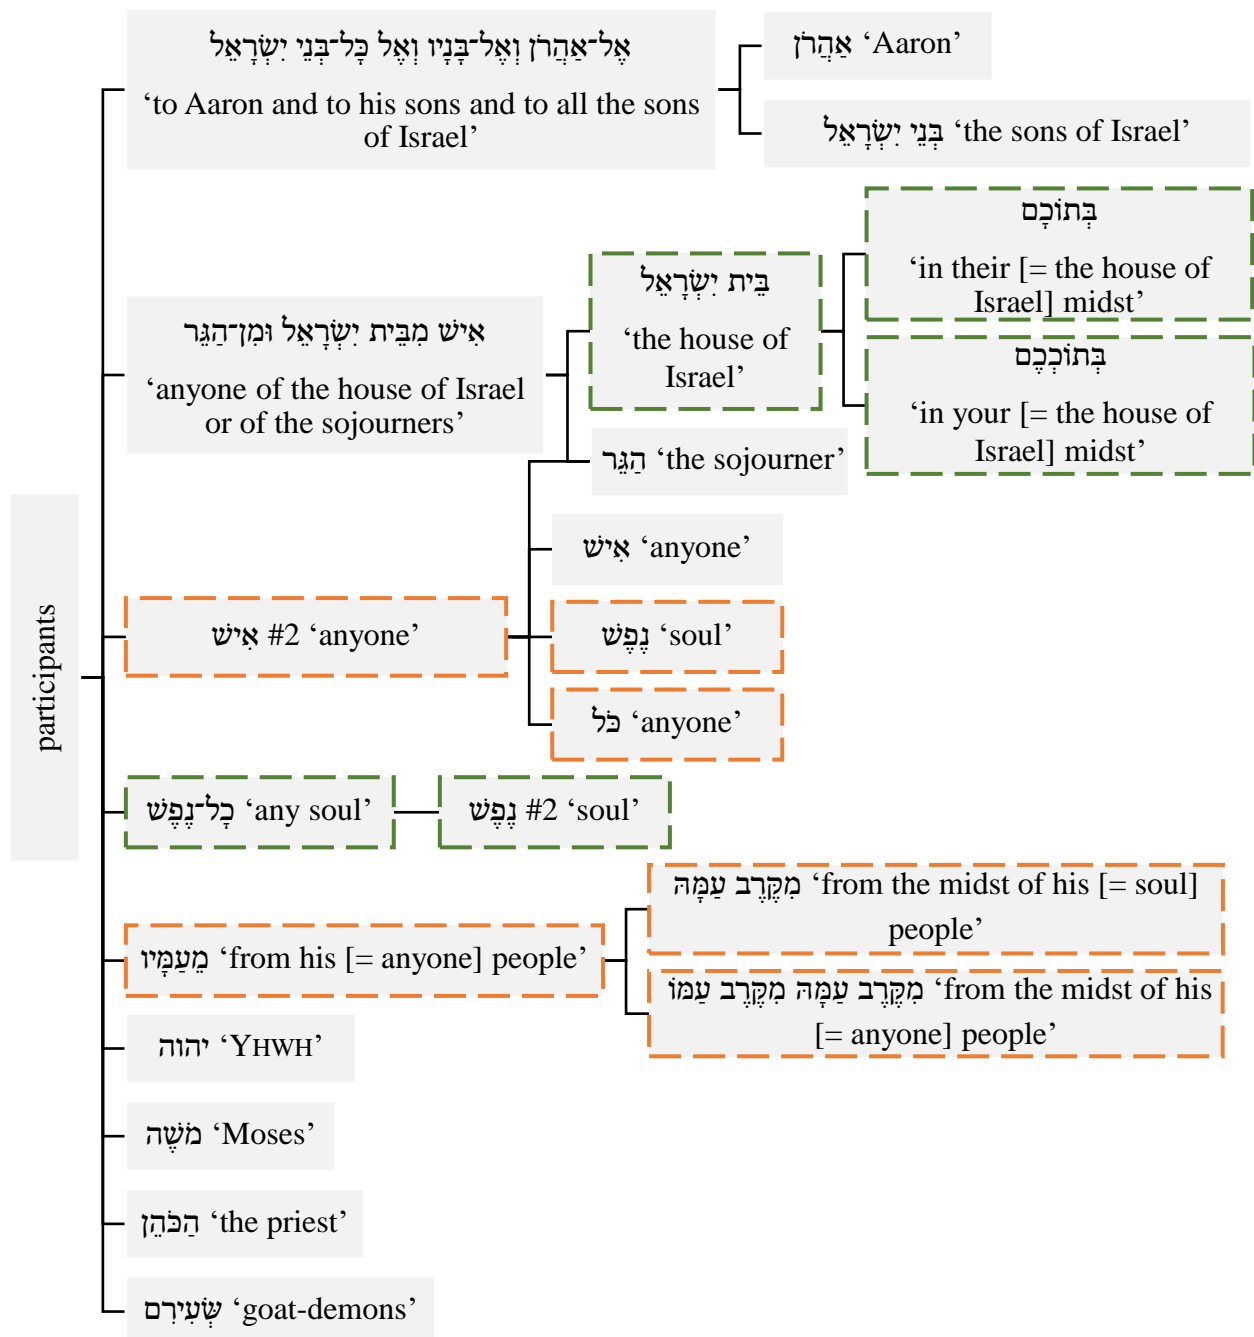 אֶל־אַהֲרֹן וְאֶל־בָּנָיו וְאֶל כָּל־בְּנֵי יִשְׂרָאֵל
‘to Aaron and to his sons and to all the sons
of Israel’
אַהֲרֹן ‘Aaron’
בְּנֵי יִשְׂרָאֵל ‘the sons of Israel’
אִישׁ מִבֵּית יִשְׂרָאֵל וּמִן־הַגֵּר
‘anyone of the house of Israel
or of the sojourners’
בֵּית יִשְׂרָאֵל
‘the house of
Israel’
בְּתוֹכָם
‘in their [= the house of
Israel] midst’
בְּתוֹכְכֶם
‘in your [= the house of
Israel] midst’
הַגֵּר ‘the sojourner’
participants
אִישׁ #2 ‘anyone’
אִישׁ ‘anyone’
נֶפֶשׁ ‘soul’
כֹּל ‘anyone’
כָל־נֶפֶשׁ ‘any soul’
נֶפֶשׁ #2 ‘soul’
מֵעַמָּיו ‘from his [= anyone] people’
מִקֶּרֶב עַמָּהּ ‘from the midst of his [= soul]
people’
מִקֶּרֶב עַמָּהּ מִקֶּרֶב עַמּוֹ ‘from the midst of his
[= anyone] people’
יהוה ‘YHWH’
מֹשֶׁה ‘Moses’
הַכֹּהֵן ‘the priest’
שְּׂעִירִם ‘goat-demons’